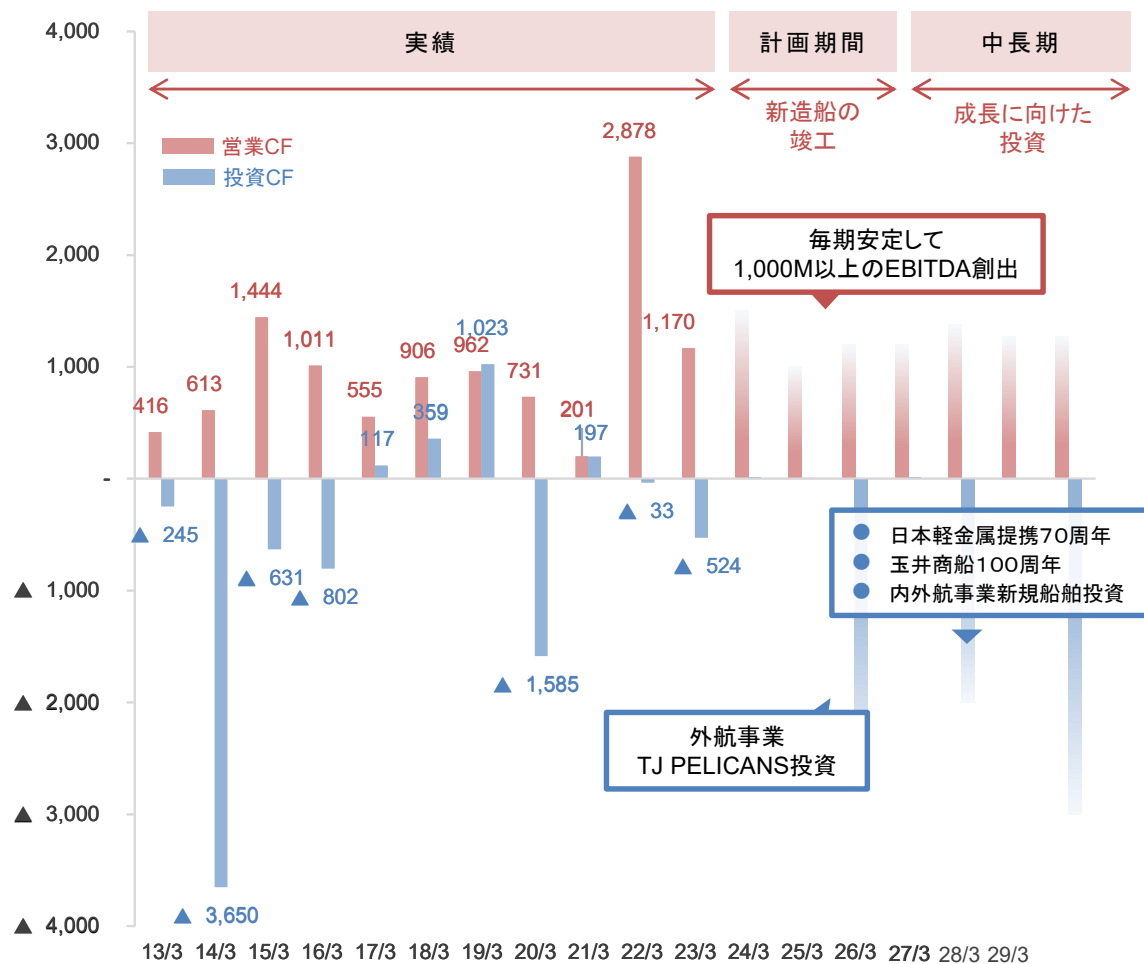 4,000
3,000
2,000
1,000
-
▲ 1,000
▲ 2,000
▲ 3,000
▲ 4,000
実績
計画期間
中長期
新造船の
竣工
成長に向けた
投資
営業CF
投資CF
毎期安定して
1,000M以上のEBITDA創出
416
613
1,444
1,011
555
906
962
731
201
2,878
1,170
▲ 245
▲ 3,650
▲ 631
▲ 802
117
359
1,023
▲ 1,585
197
▲ 33
▲ 524
● 日本軽金属提携70周年
● 玉井商船100周年
● 内外航事業新規船舶投資
外航事業
TJ PELICANS投資
13/3 14/3 15/3 16/3 17/3 18/3 19/3 20/3 21/3 22/3 23/3 24/3 25/3 26/3 27/3 28/3 29/3